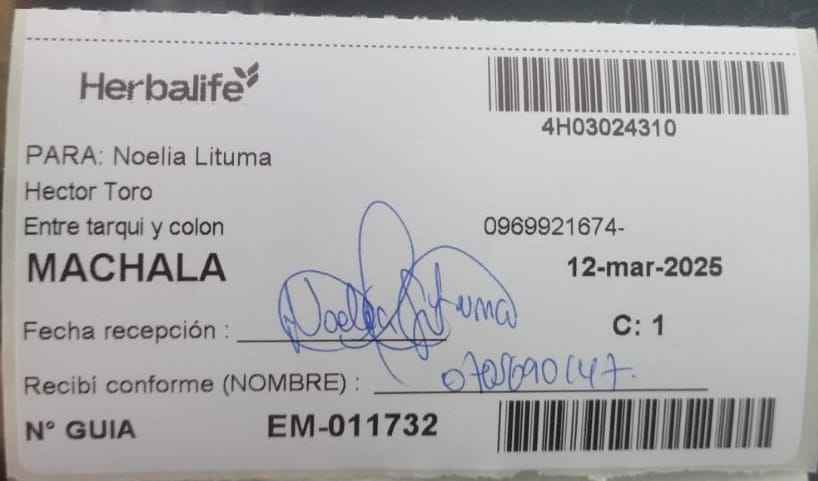 Herbalife
4H03024310
PARA: Noelia Lituma
Hector Toro
Entre tarqui y colon 0969921674-
MACHALA 12-mar-2025
Noelia Lituma
Fecha recepción : C: 1
Recibí conforme (NOMBRE) :
N° GUIA EM-011732